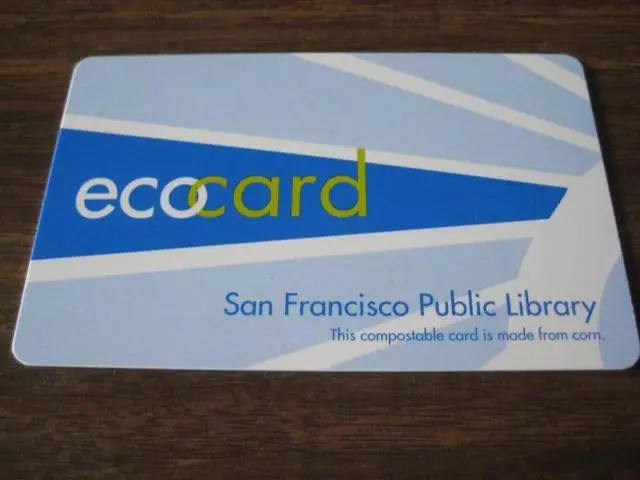 ecocard
San Francisco Public Library
This compostable card is made from corn.